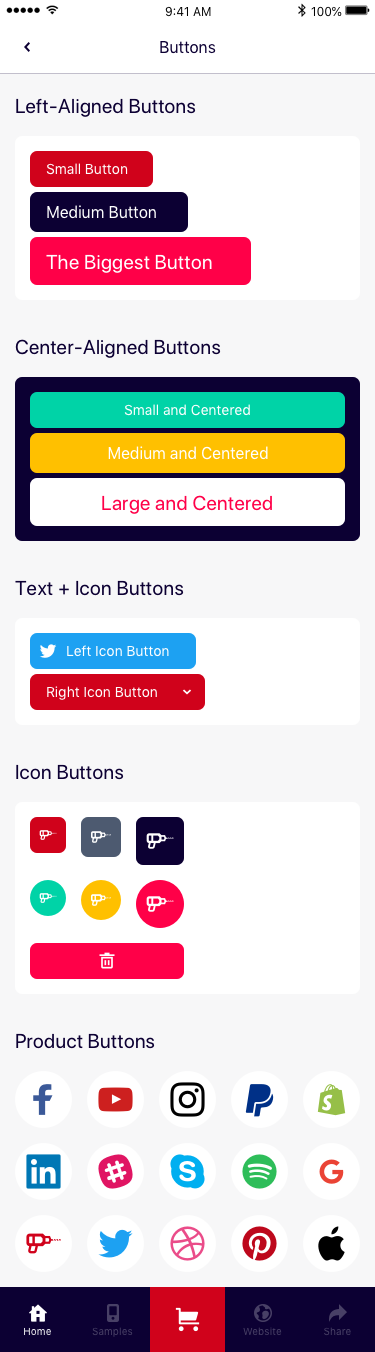 9:41 AM
100%
Buttons
Left-Aligned Buttons
Small Button
Medium Button
The Biggest Button
Center-Aligned Buttons
Small and Centered
Medium and Centered
Large and Centered
Text + Icon Buttons
Left Icon Button
Right Icon Button
Icon Buttons
Product Buttons
Home
Samples
Website
Share